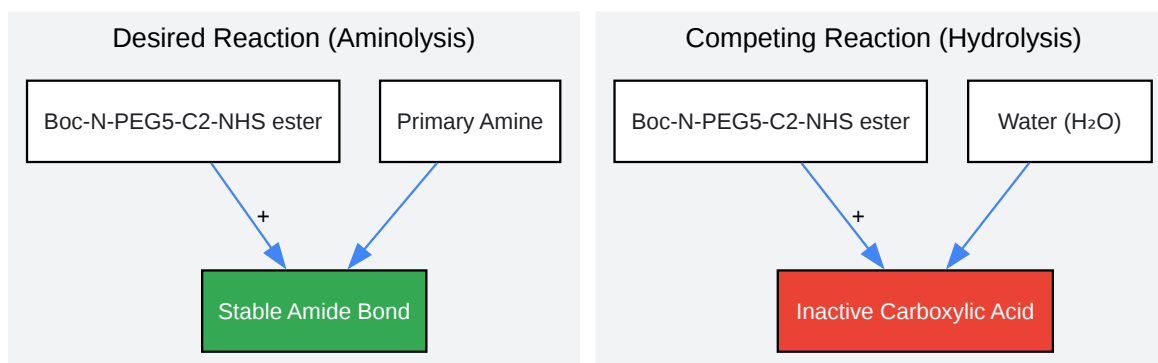 Desired Reaction (Aminolysis)
Boc-N-PEG5-C2-NHS ester
Primary Amine
+
Stable Amide Bond
Competing Reaction (Hydrolysis)
Boc-N-PEG5-C2-NHS ester
Water (H₂O)
+
Inactive Carboxylic Acid